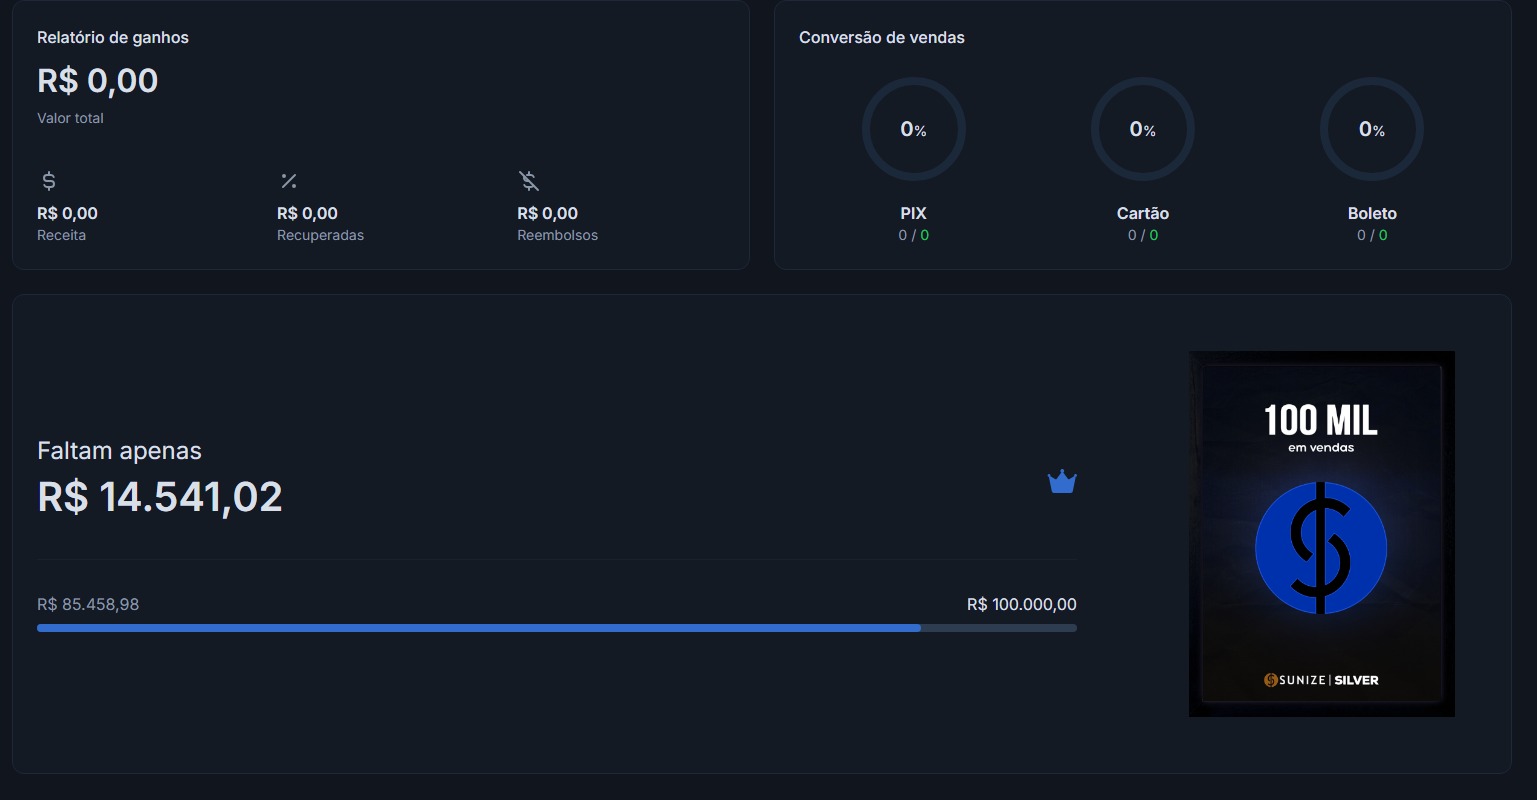 Relatório de ganhos
R$ 0,00
Valor total
R$ 0,00
Receita
R$ 0,00
Recuperadas
R$ 0,00
Reembolsos
Conversão de vendas
0%
PIX
0 / 0
0%
Cartão
0 / 0
0%
Boleto
0 / 0
Faltam apenas
R$ 14.541,02
R$ 85.458,98
R$ 100.000,00
100 MIL
em vendas
SUNIZE | SILVER